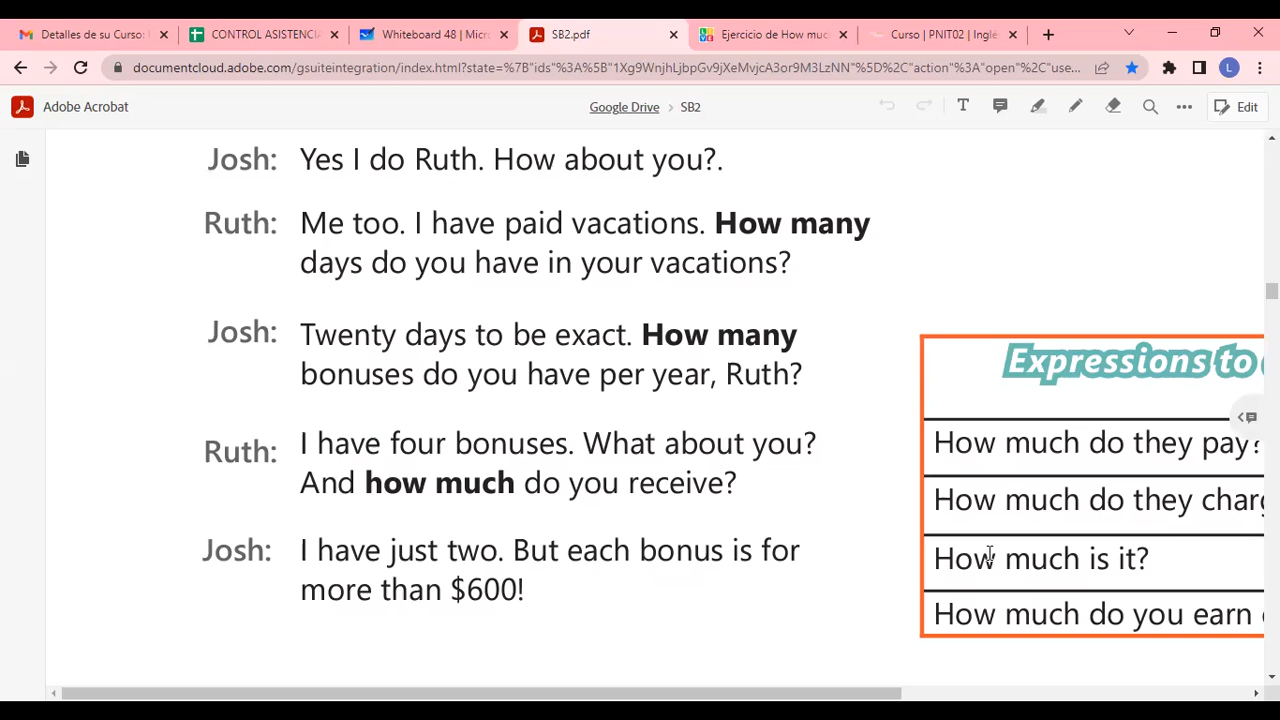 Detalles de su Curso:
CONTROL ASISTENCIA
Whiteboard 48 | Micro
SB2.pdf
Ejercicio de How muc
Curso | PNIT02 | Inglé
documentcloud.adobe.com/gsuiteintegration/index.html?state=%7B"ids"%3A%5B"1Xg9WnjhLjbpGv9jXeMvjcA3or9M3LzNN"%5D%2C"action"%3A"open"%2C"use...
L
Adobe Acrobat
Google Drive > SB2
Edit
Josh: Yes I do Ruth. How about you?.
Ruth: Me too. I have paid vacations. How many
days do you have in your vacations?
Josh: Twenty days to be exact. How many
bonuses do you have per year, Ruth?
Ruth: I have four bonuses. What about you?
And how much do you receive?
Josh: I have just two. But each bonus is for
more than $600!
Expressions to
How much do they pay?
How much do they charg
How much is it?
How much do you earn